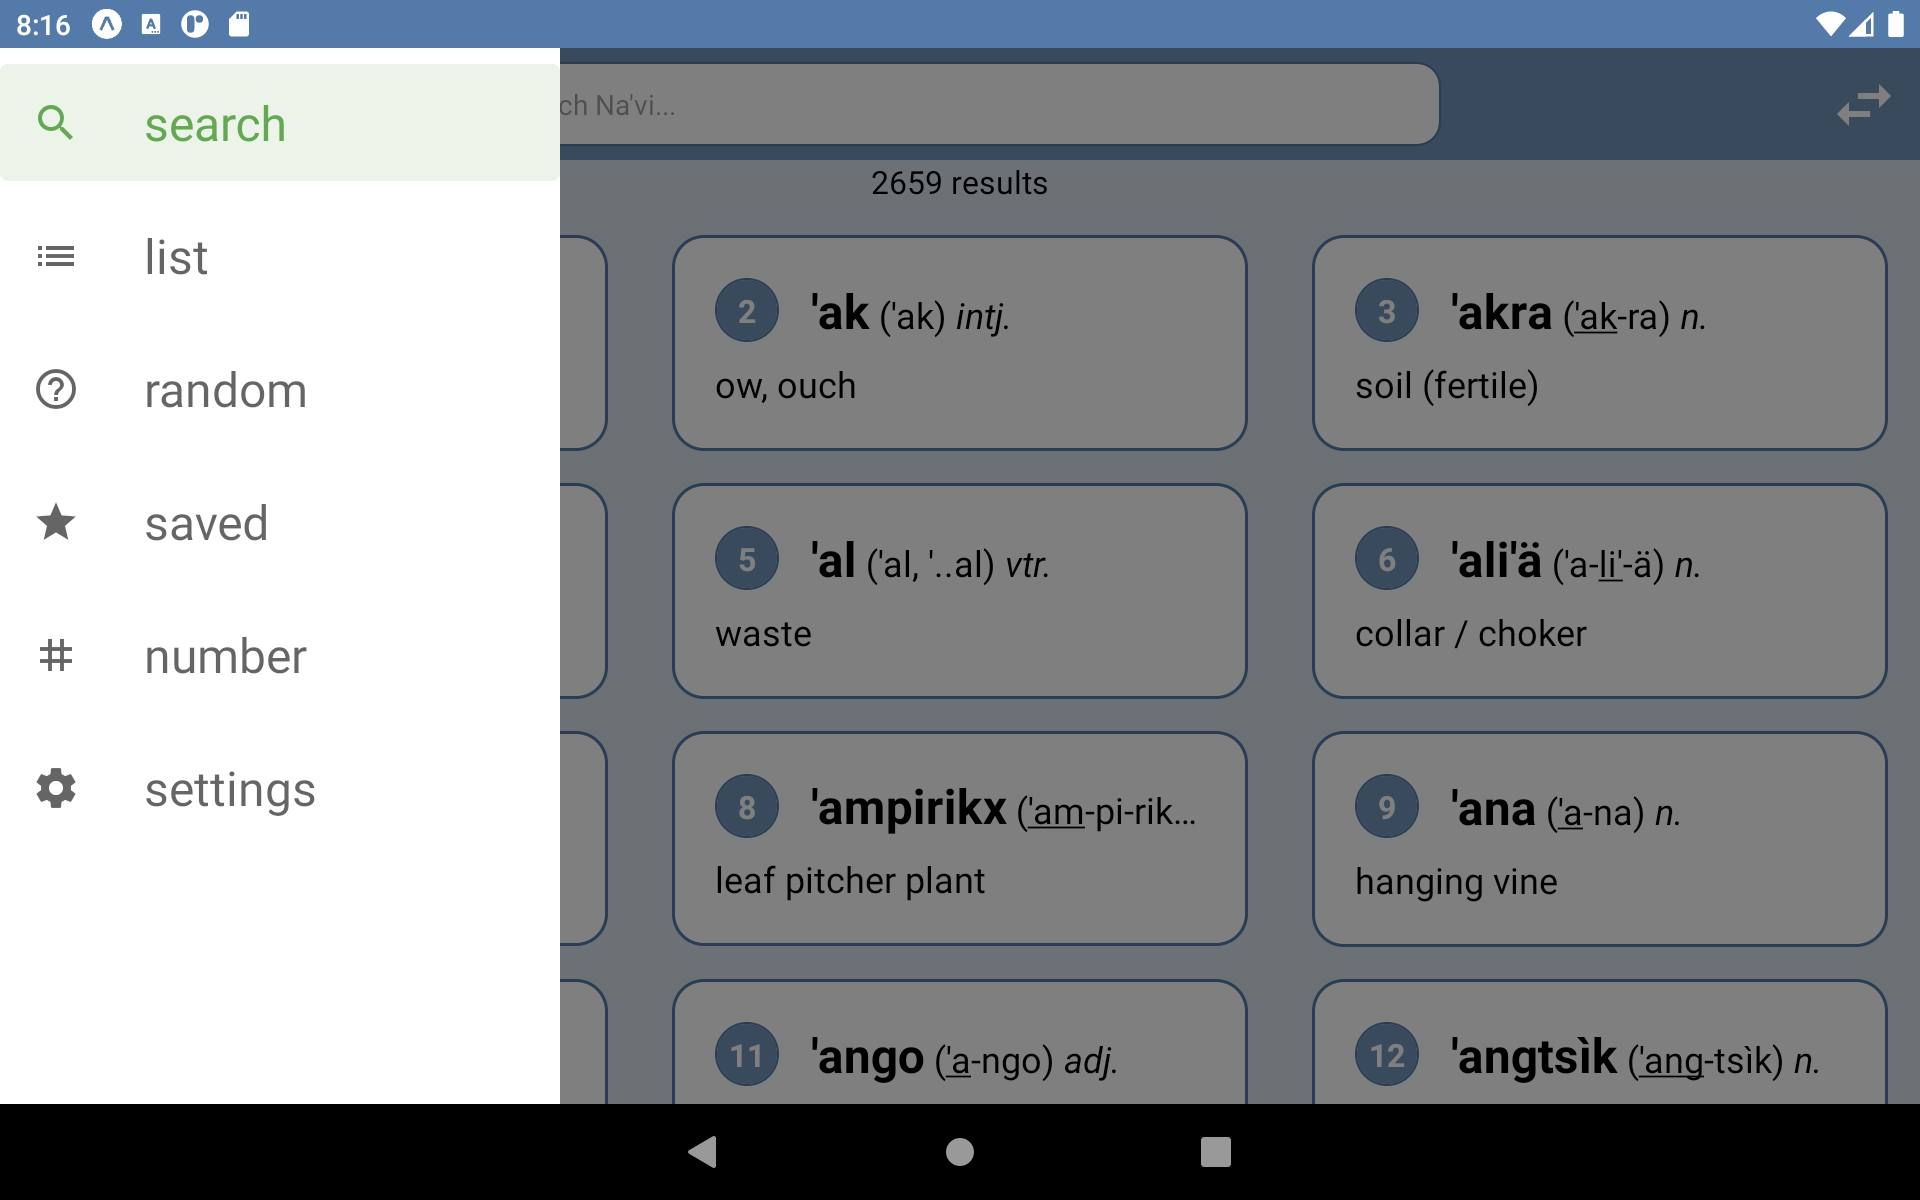 8:16
search
list
random
saved
number
settings
ch Na'vi...
2659 results
2 'ak ('ak) intj.
ow, ouch
3 'akra ('ak-ra) n.
soil (fertile)
5 'al ('al, '..al) vtr.
waste
6 'ali'ä ('a-li'-ä) n.
collar / choker
8 'ampirikx ('am-pi-rik...
leaf pitcher plant
9 'ana ('a-na) n.
hanging vine
11 'ango ('a-ngo) adj.
12 'angtsìk ('ang-tsìk) n.